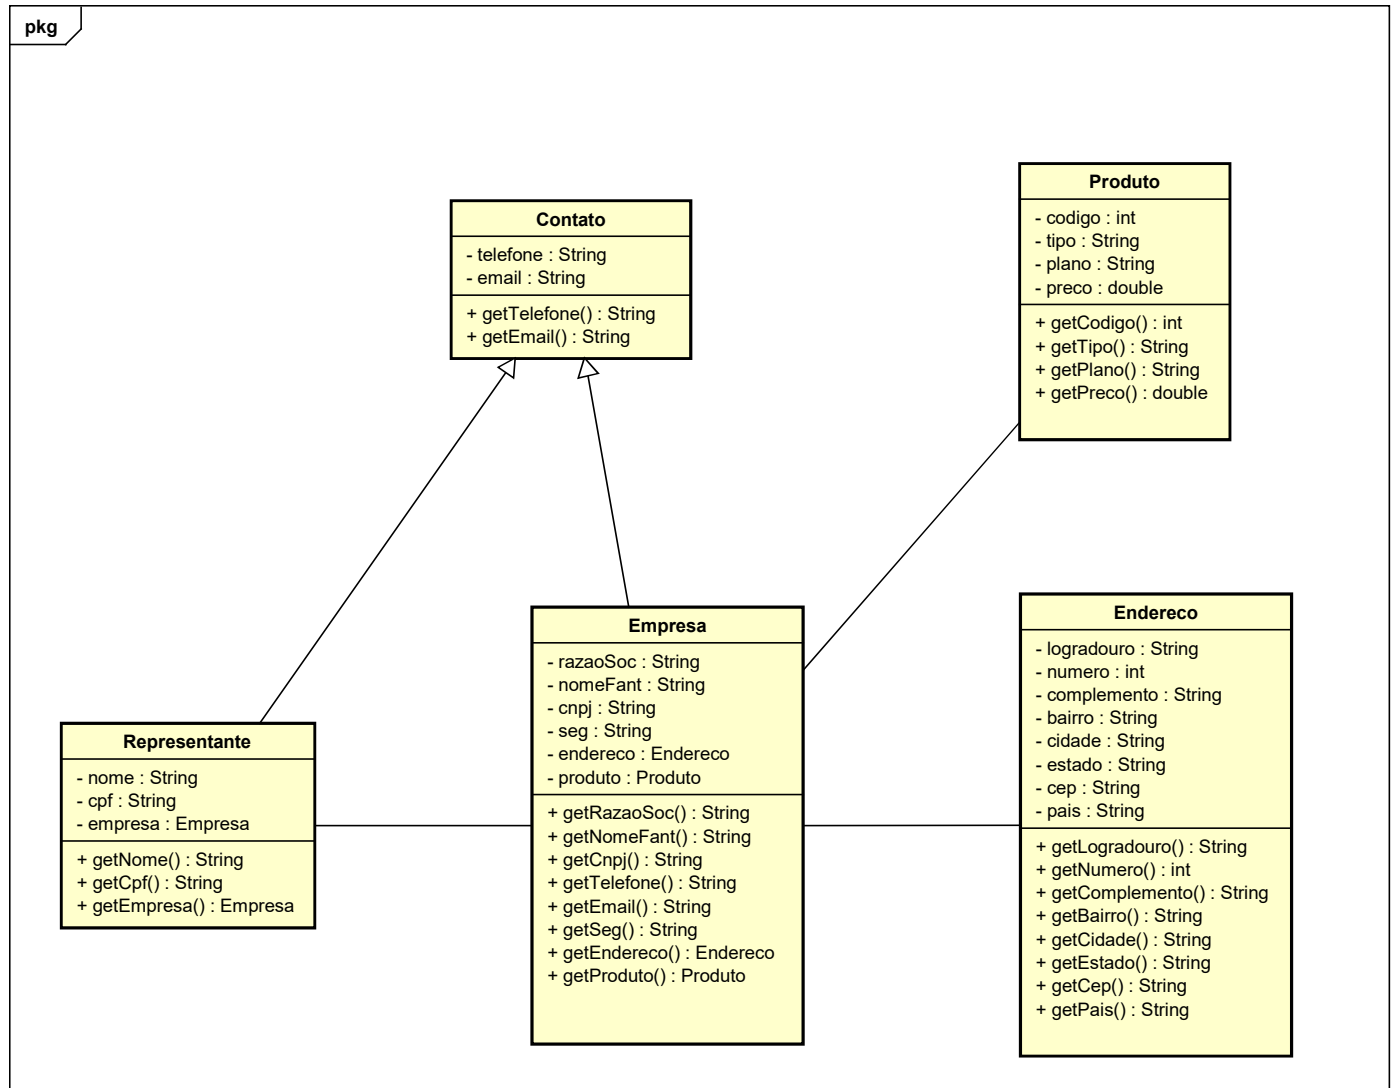 pkg
Contato
- telefone : String
- email : String
+ getTelefone() : String
+ getEmail() : String
Produto
- codigo : int
- tipo : String
- plano : String
- preco : double
+ getCodigo() : int
+ getTipo() : String
+ getPlano() : String
+ getPreco() : double
Representante
- nome : String
- cpf : String
- empresa : Empresa
+ getNome() : String
+ getCpf() : String
+ getEmpresa() : Empresa
Empresa
- razaoSoc : String
- nomeFant : String
- cnpj : String
- seg : String
- endereco : Endereco
- produto : Produto
+ getRazaoSoc() : String
+ getNomeFant() : String
+ getCnpj() : String
+ getTelefone() : String
+ getEmail() : String
+ getSeg() : String
+ getEndereco() : Endereco
+ getProduto() : Produto
Endereco
- logradouro : String
- numero : int
- complemento : String
- bairro : String
- cidade : String
- estado : String
- cep : String
- pais : String
+ getLogradouro() : String
+ getNumero() : int
+ getComplemento() : String
+ getBairro() : String
+ getCidade() : String
+ getEstado() : String
+ getCep() : String
+ getPais() : String